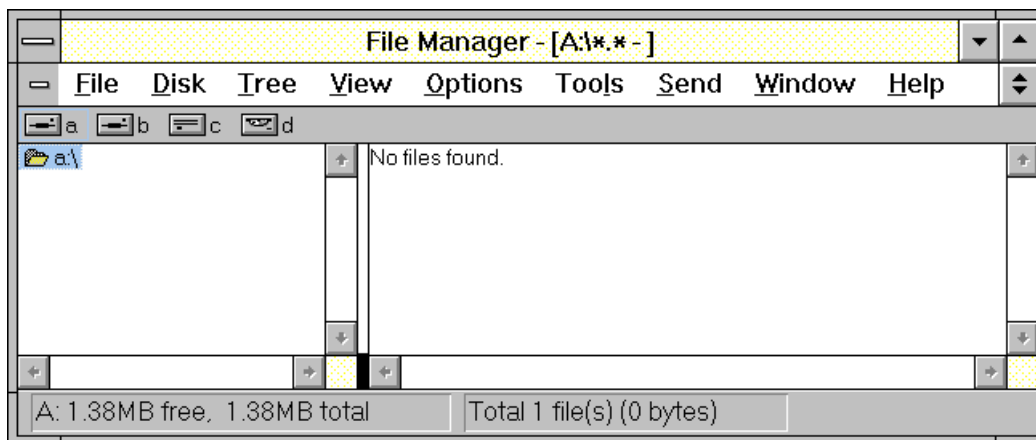 File Manager - [A:\*.* - ]
File Disk Tree View Options Tools Send Window Help
a b c d
a:\ No files found.
A: 1.38MB free, 1.38MB total Total 1 file(s) (0 bytes)